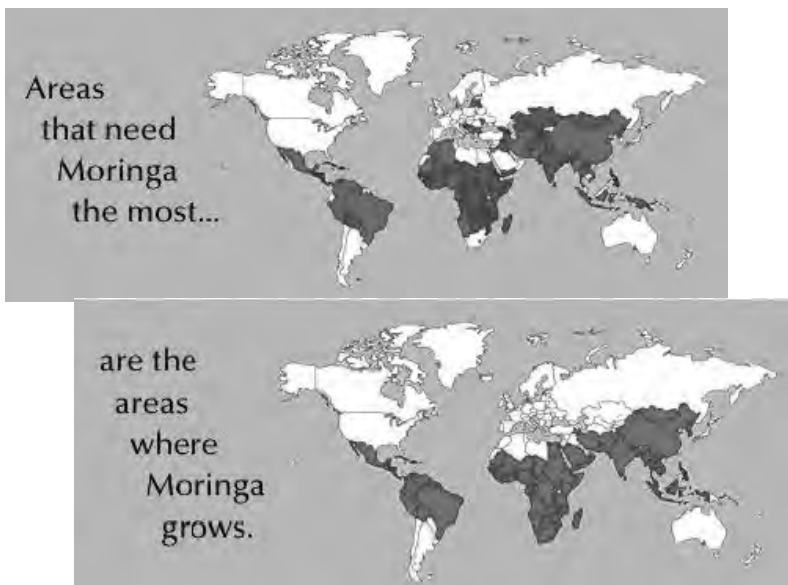 Areas
that need
Moringa
the most...
are the
areas
where
Moringa
grows.